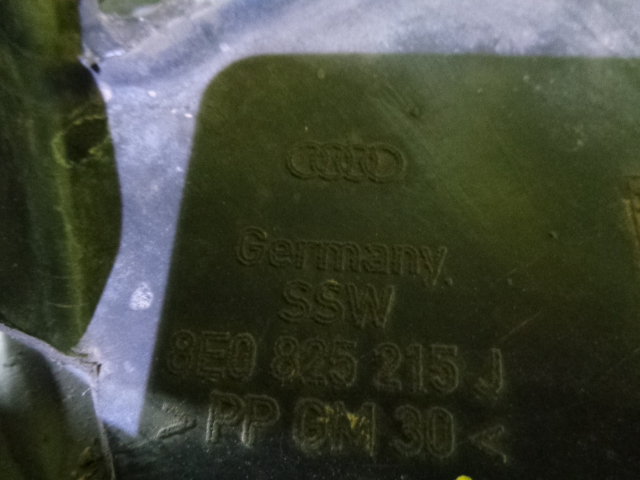 Germany
SSW
8E0 825 215 J
>PP GM 30<